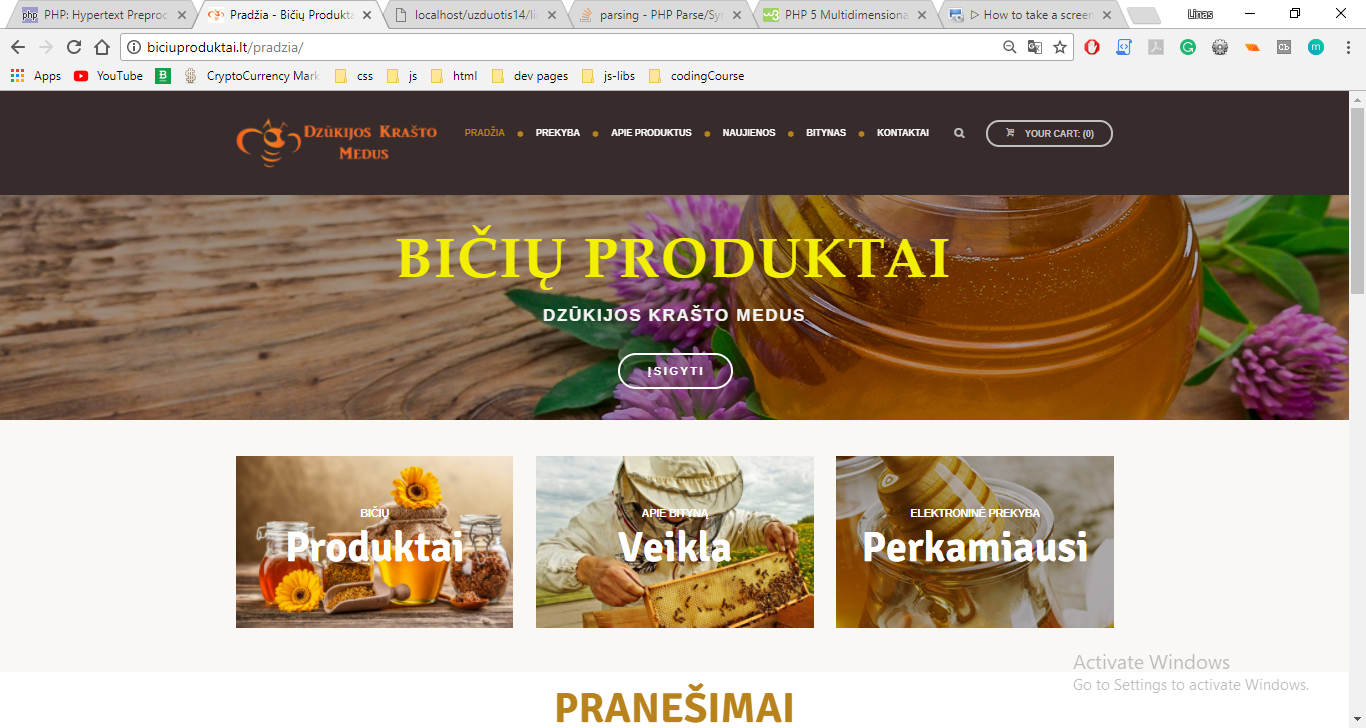 PHP: Hypertext Preproc
Pradžia - Bičių Produkta
localhost/uzduotis14/lin
parsing - PHP Parse/Syn
PHP 5 Multidimensiona
▷ How to take a screen
Linas
biciuproduktai.lt/pradzia/
Apps
YouTube
CryptoCurrency Mark
css
js
html
dev pages
js-libs
codingCourse
Dzūkijos Krašto
Medus
PRADŽIA
PREKYBA
APIE PRODUKTUS
NAUJIENOS
BITYNAS
KONTAKTAI
YOUR CART: (0)
BIČIŲ PRODUKTAI
DZŪKIJOS KRAŠTO MEDUS
ĮSIGYTI
BIČIŲ
Produktai
APIE BITYNĄ
Veikla
ELEKTRONINĖ PREKYBA
Perkamiausi
Activate Windows
Go to Settings to activate Windows.
PRANEŠIMAI